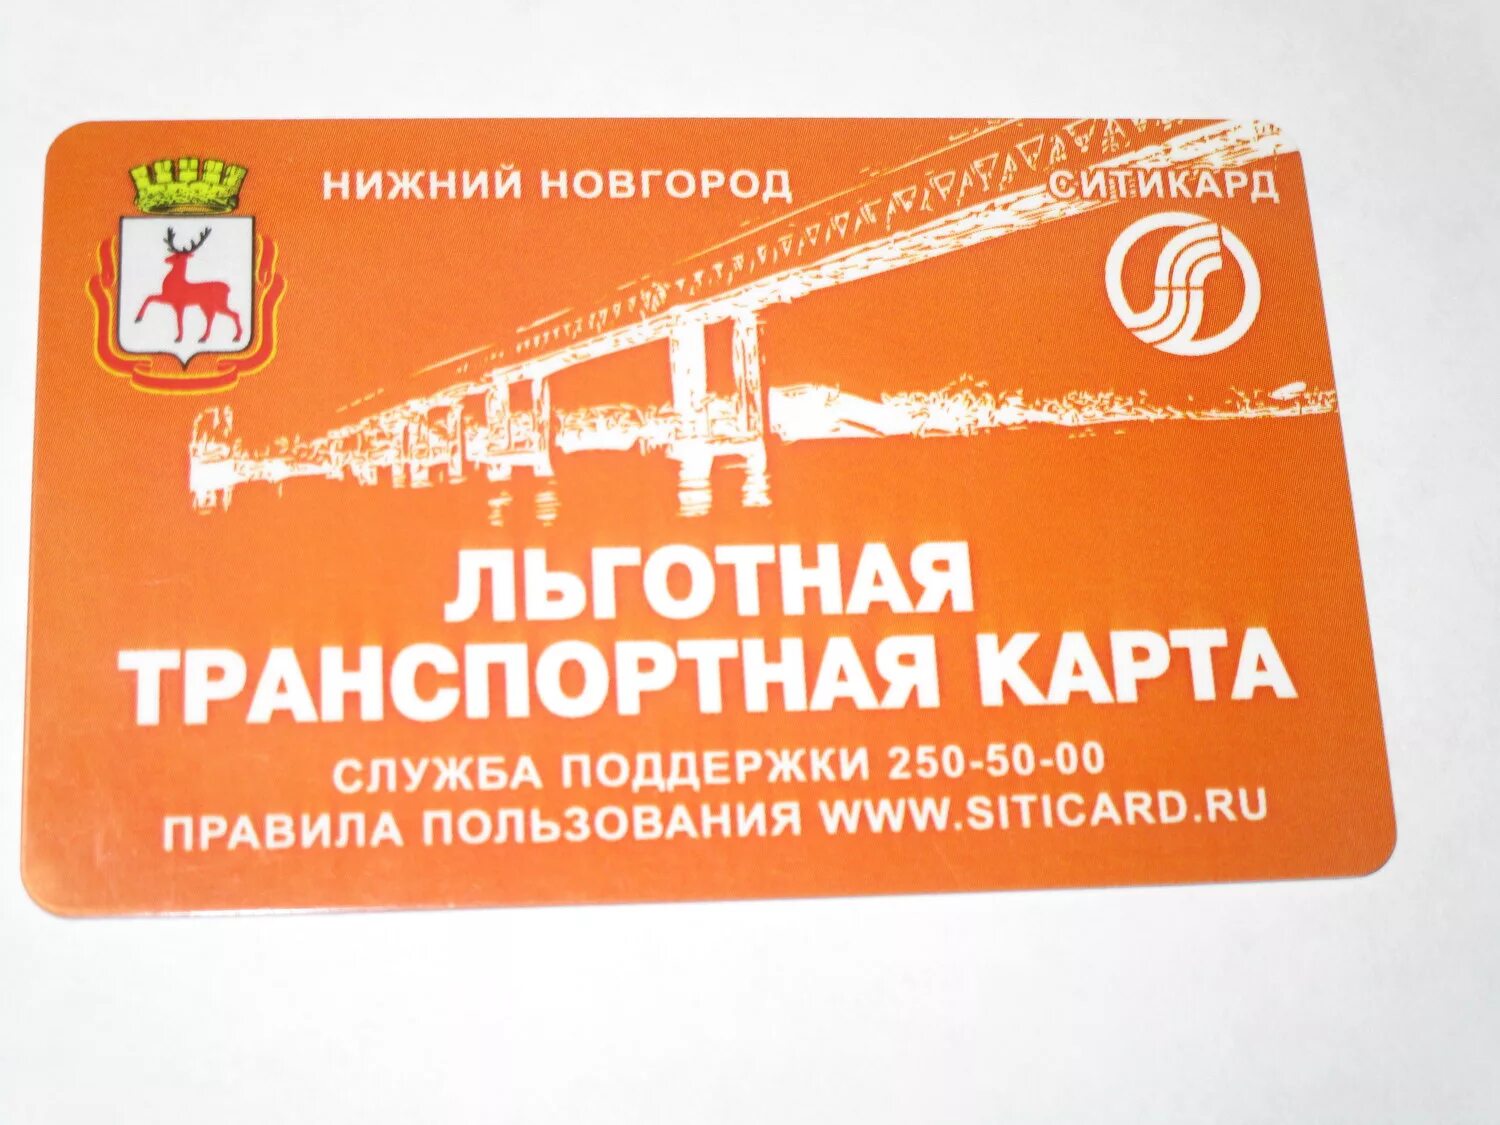 НИЖНИЙ НОВГОРОД
СИТИКАРД
ЛЬГОТНАЯ
ТРАНСПОРТНАЯ КАРТА
СЛУЖБА ПОДДЕРЖКИ 250-50-00
ПРАВИЛА ПОЛЬЗОВАНИЯ WWW.SITICARD.RU